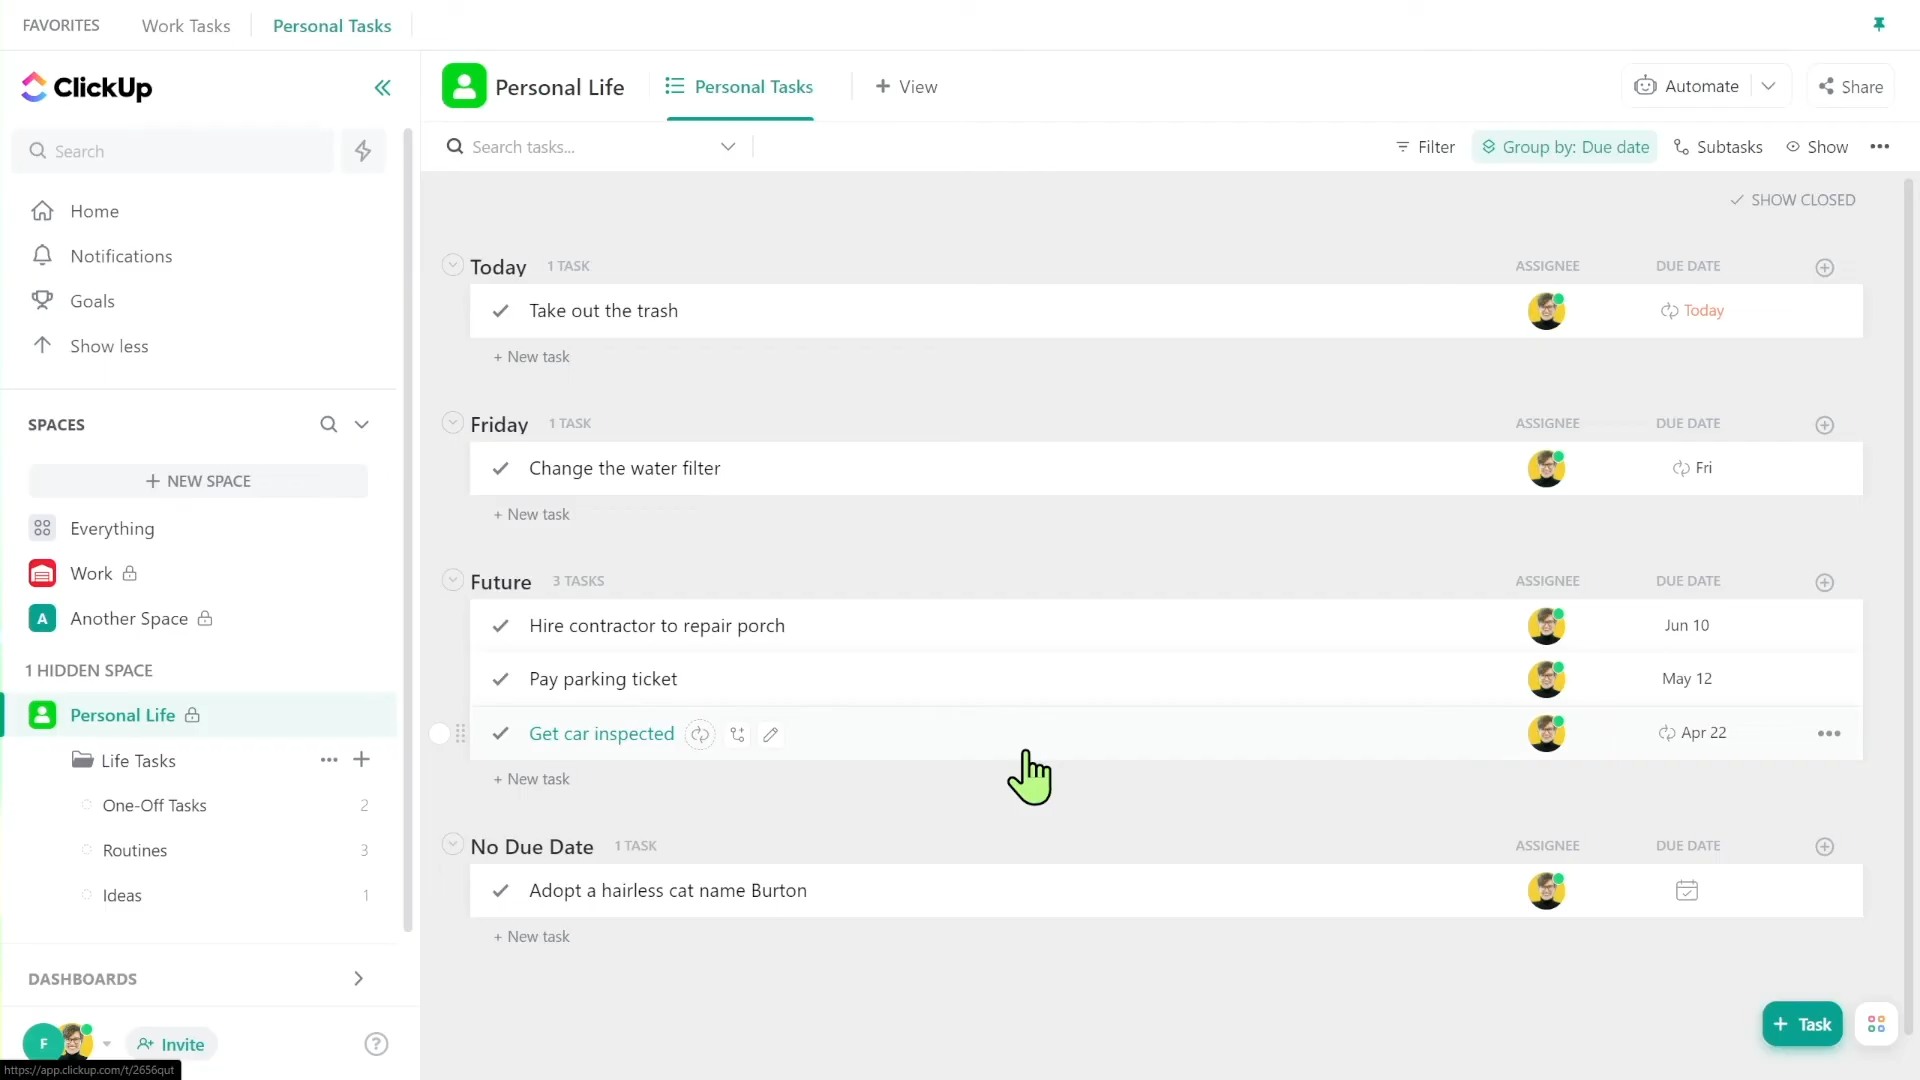 FAVORITES Work Tasks Personal Tasks
ClickUp
Search
Home
Notifications
Goals
Show less
SPACES
+ NEW SPACE
Everything
Work
A Another Space
1 HIDDEN SPACE
Personal Life
Life Tasks
One-Off Tasks 2
Routines 3
Ideas 1
DASHBOARDS
F Invite
https://app.clickup.com/t/2656qut
Personal Life Personal Tasks + View Automate Share
Search tasks... Filter Group by: Due date Subtasks Show
SHOW CLOSED
Today 1 TASK ASSIGNEE DUE DATE
Take out the trash Today
+ New task
Friday 1 TASK ASSIGNEE DUE DATE
Change the water filter Fri
+ New task
Future 3 TASKS ASSIGNEE DUE DATE
Hire contractor to repair porch Jun 10
Pay parking ticket May 12
Get car inspected Apr 22
+ New task
No Due Date 1 TASK ASSIGNEE DUE DATE
Adopt a hairless cat name Burton
+ New task
+ Task